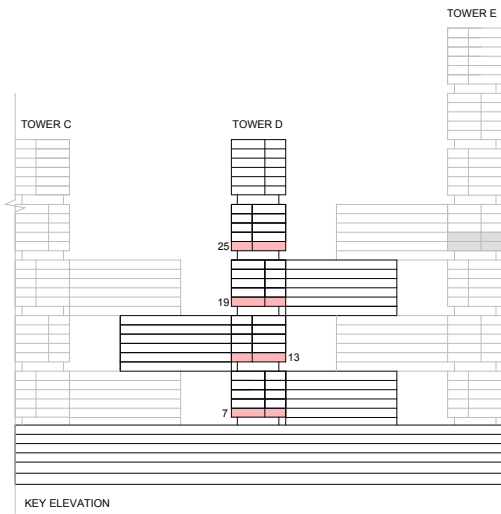 TOWER E
TOWER C
TOWER D
25
19
13
7
KEY ELEVATION